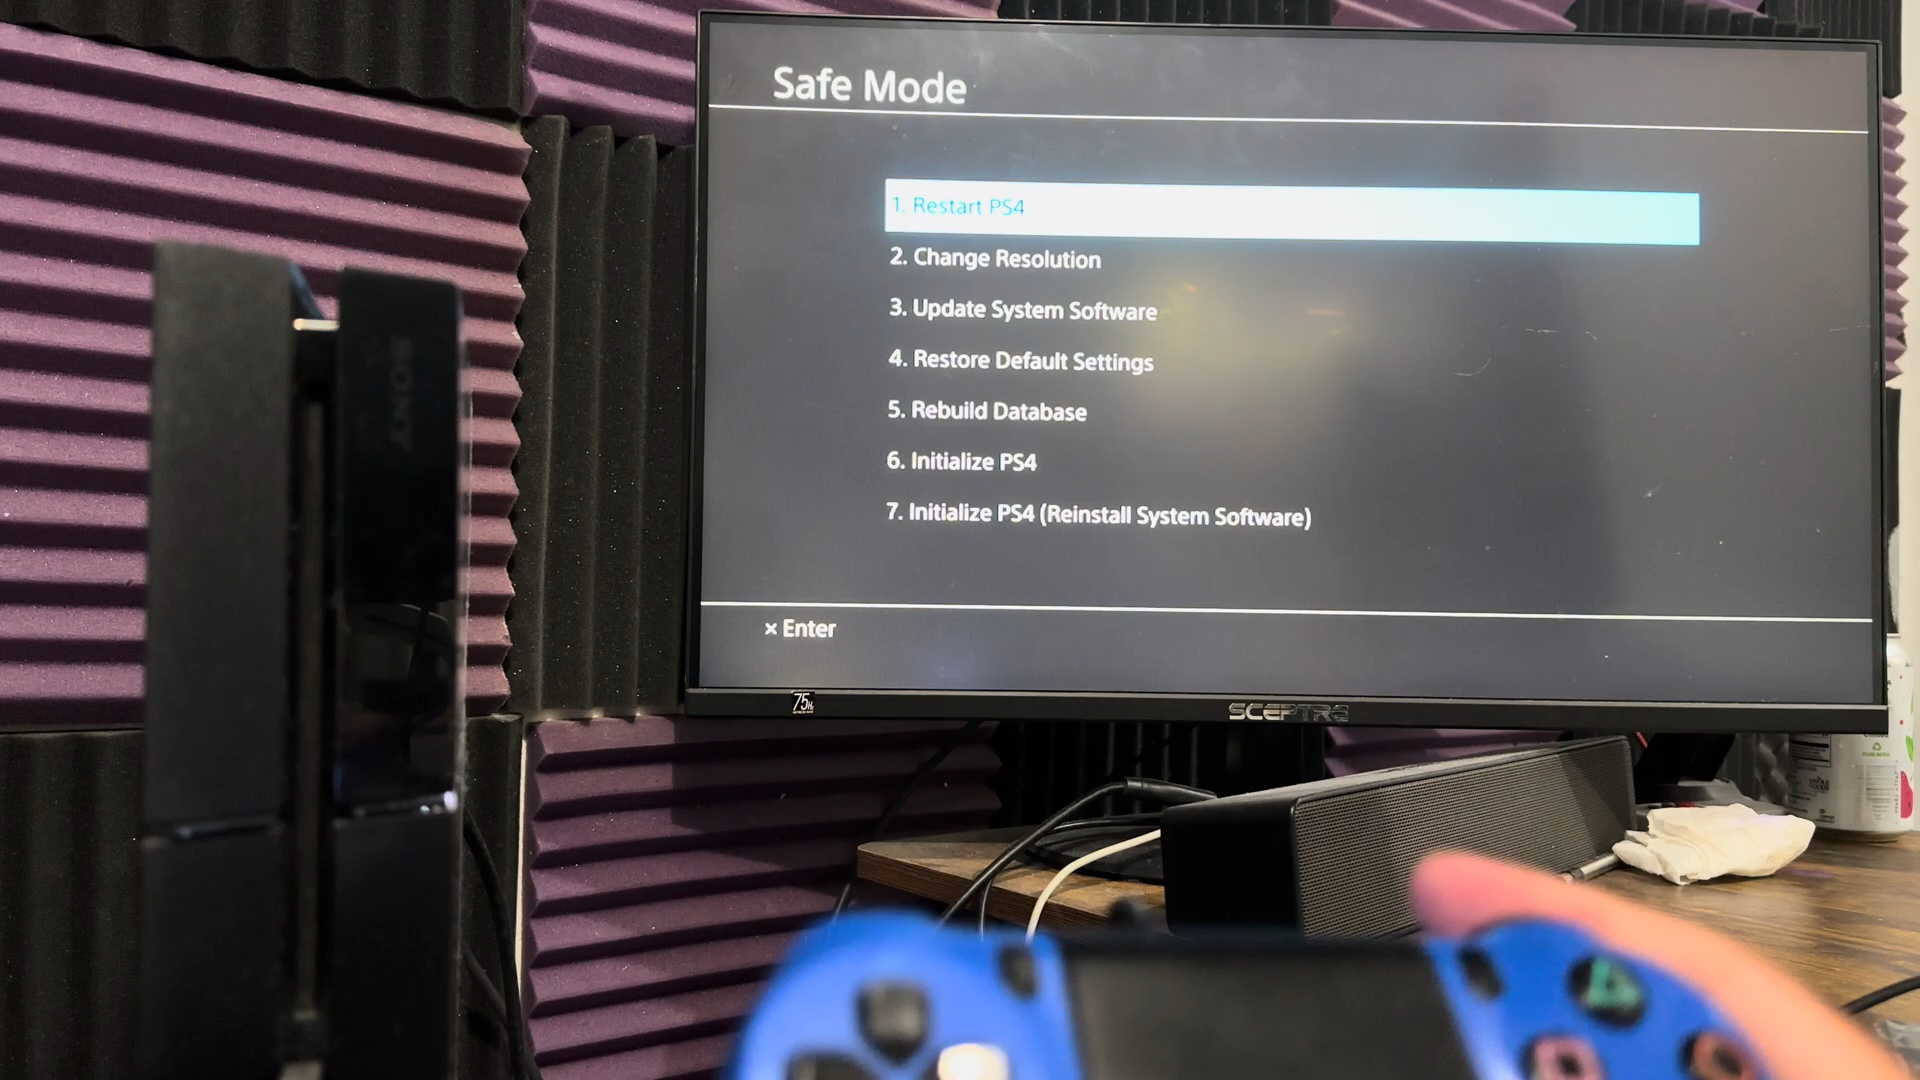 Safe Mode
1. Restart PS4
2. Change Resolution
3. Update System Software
4. Restore Default Settings
5. Rebuild Database
6. Initialize PS4
7. Initialize PS4 (Reinstall System Software)
× Enter
75Hz
SCEPTRE
SONY